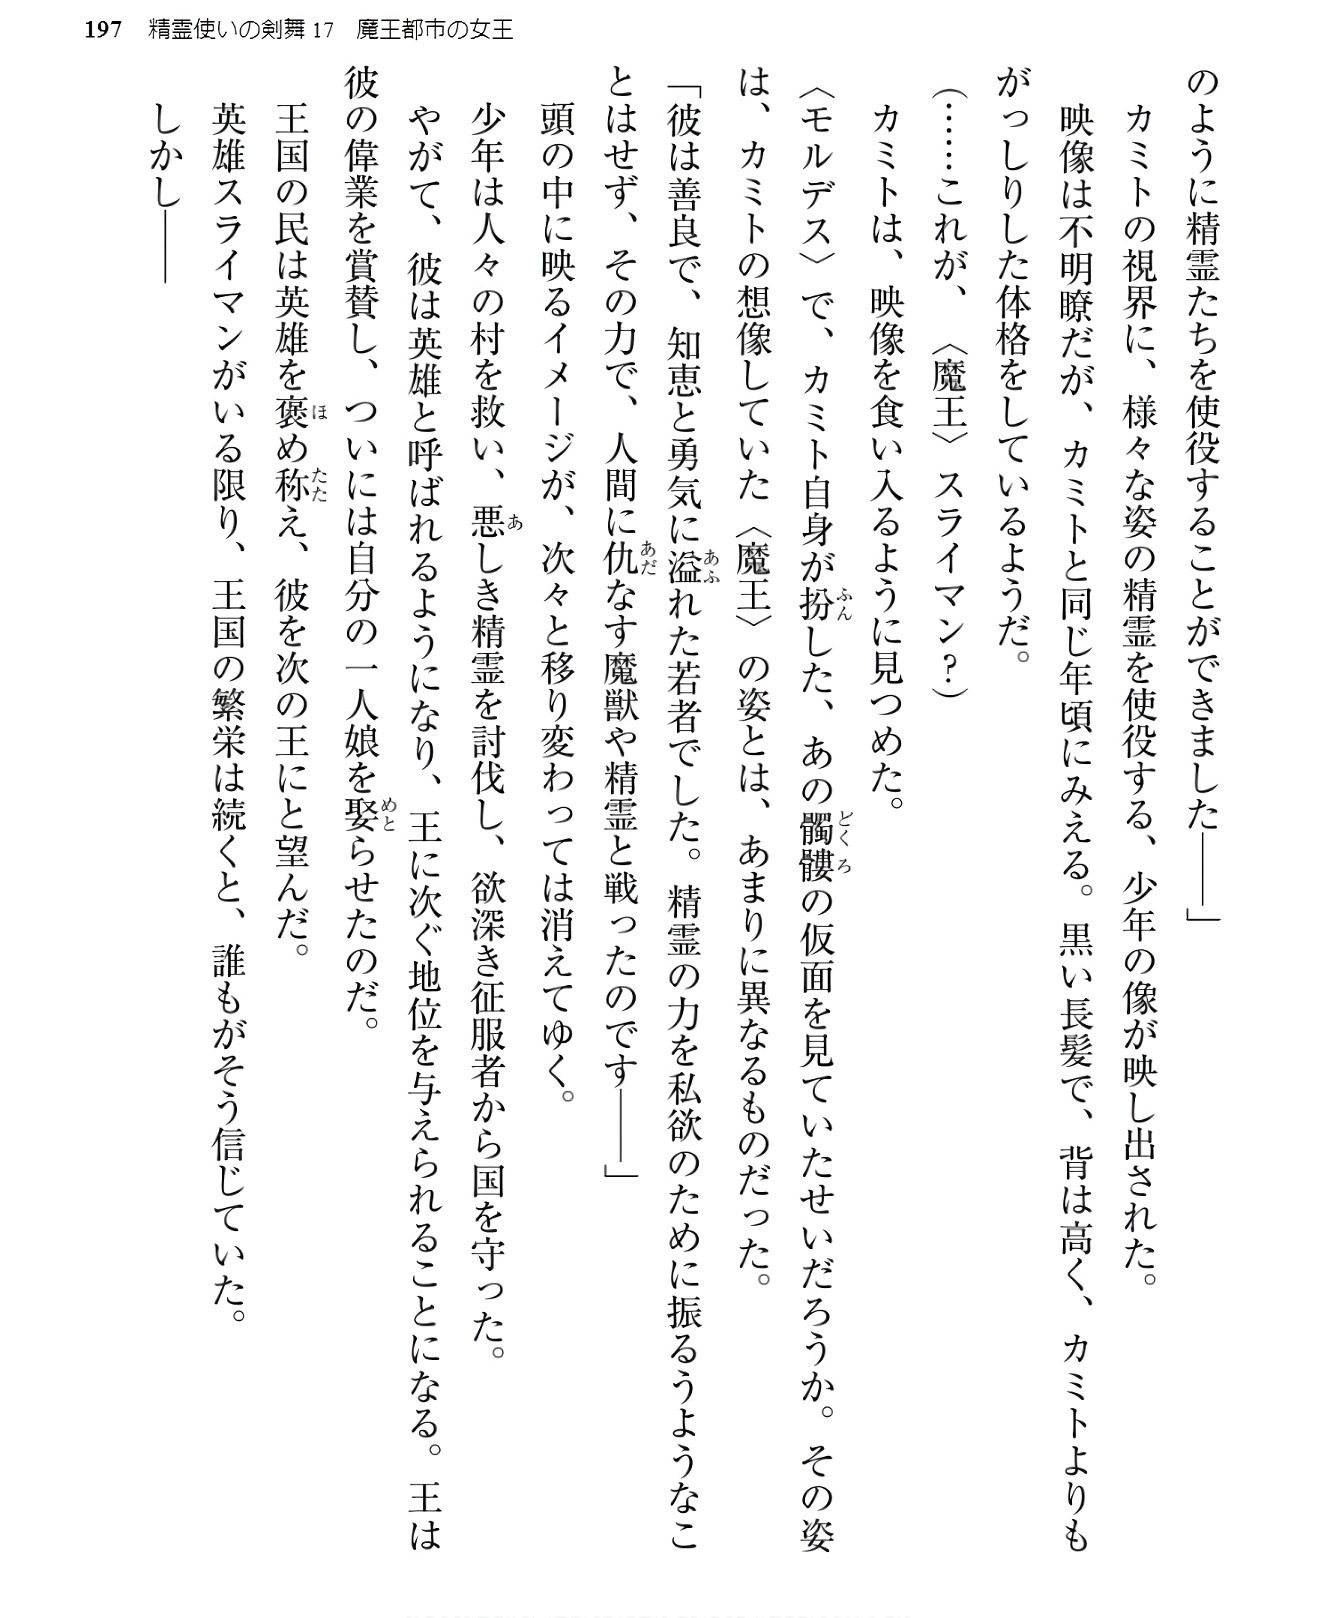 197 精霊使いの剣舞17 魔王都市の女王
のように精霊たちを使役することができました――」
カミトの視界に、様々な姿の精霊を使役する、少年の像が映し出された。
映像は不明瞭だが、カミトと同じ年頃にみえる。黒い長髪で、背は高く、カミトよりも
がっしりした体格をしているようだ。
(……これが、〈魔王〉スライマン?)
カミトは、映像を食い入るように見つめた。
〈モルデス〉で、カミト自身が扮した、あの髑髏の仮面を見ていたせいだろうか。その姿
は、カミトの想像していた〈魔王〉の姿とは、あまりに異なるものだった。
「彼は善良で、知恵と勇気に溢れた若者でした。精霊の力を私欲のために振るうようなこ
とはせず、その力で、人間に仇なす魔獣や精霊と戦ったのです――」
頭の中に映るイメージが、次々と移り変わっては消えてゆく。
少年は人々の村を救い、悪しき精霊を討伐し、欲深き征服者から国を守った。
やがて、彼は英雄と呼ばれるようになり、王に次ぐ地位を与えられることになる。王は
彼の偉業を賞賛し、ついには自分の一人娘を娶らせたのだ。
王国の民は英雄を褒め称え、彼を次の王にと望んだ。
英雄スライマンがいる限り、王国の繁栄は続くと、誰もがそう信じていた。
しかし――